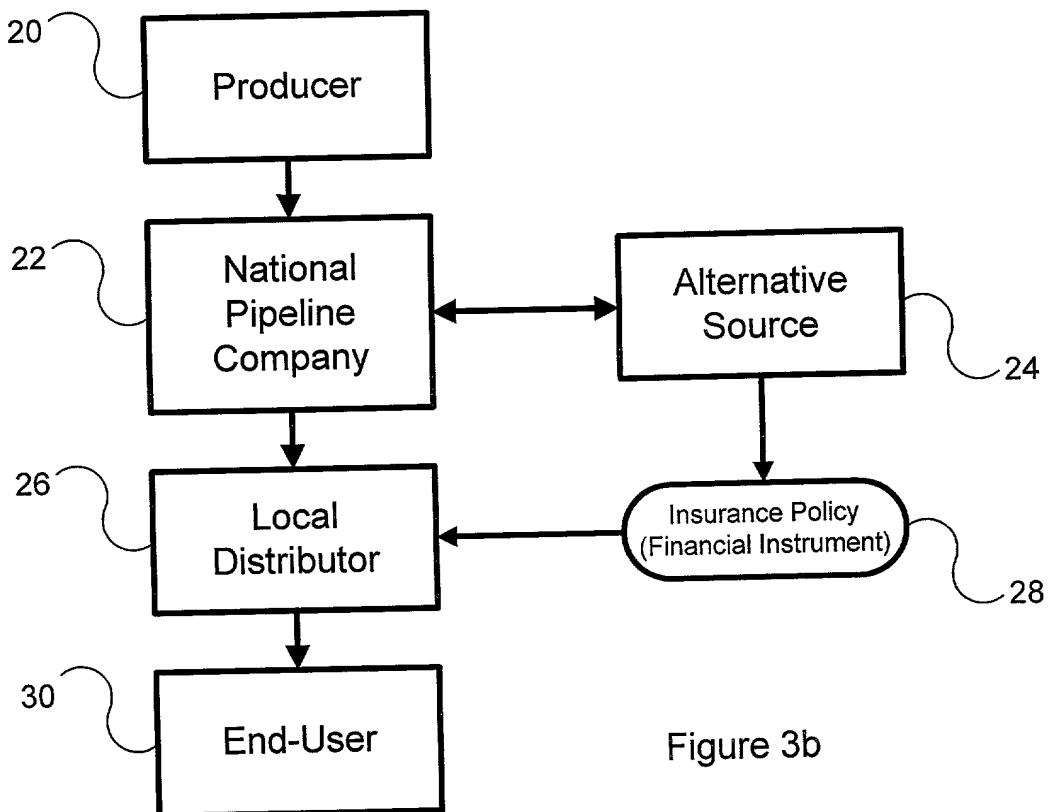 20
Producer
22
National
Pipeline
Company
Alternative
Source
24
26
Local
Distributor
Insurance Policy
(Financial Instrument)
28
30
End-User
Figure 3b